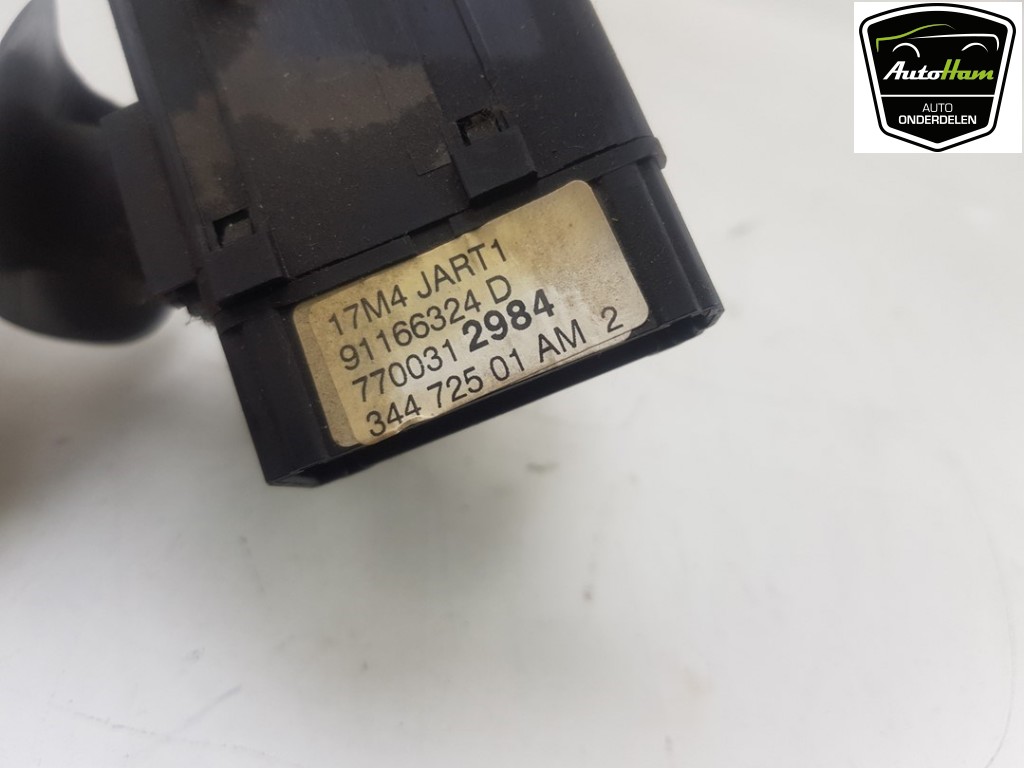 AutoHam
AUTO
ONDERDELEN
17M4 JART1
91166324 D
770031 2984
344 725 01 AM 2